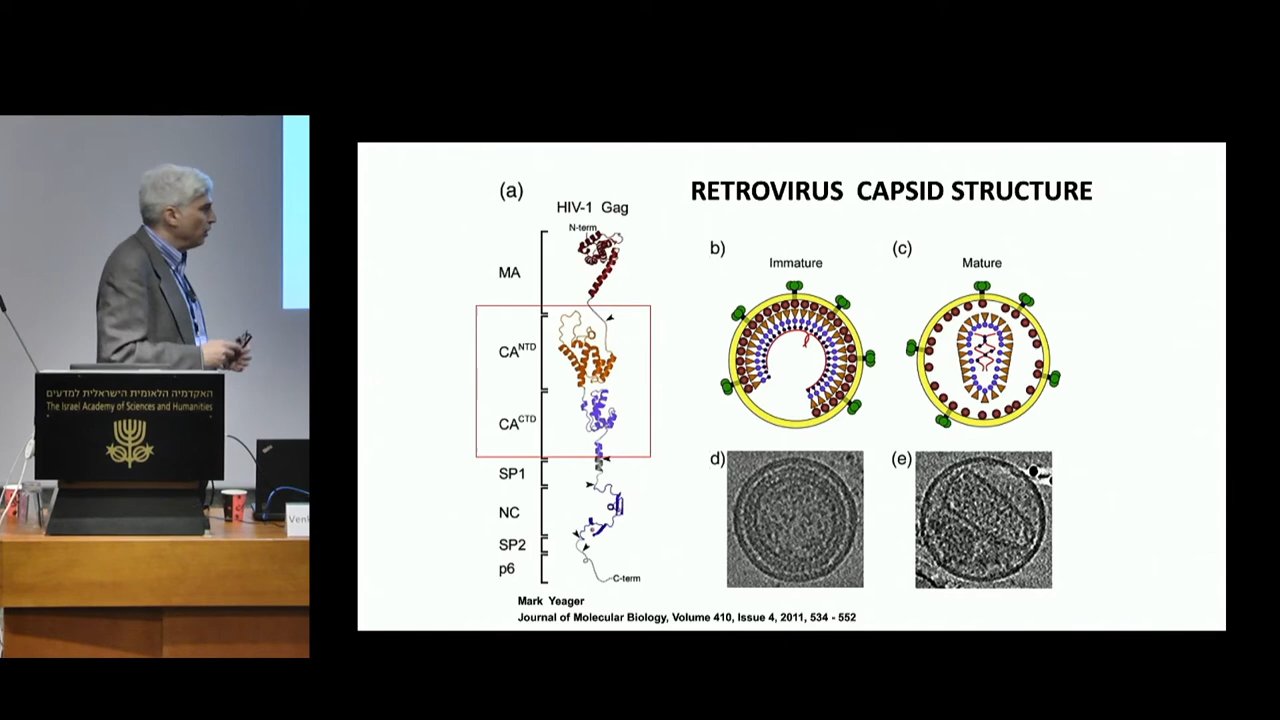 האקדמיה הלאומית הישראלית למדעים
The Israel Academy of Sciences and Humanities
RETROVIRUS CAPSID STRUCTURE
(a)
HIV-1 Gag
N-term
MA
CA^NTD
CA^CTD
SP1
NC
SP2
p6
C-term
b)
Immature
(c)
Mature
d)
(e)
Mark Yeager
Journal of Molecular Biology, Volume 410, Issue 4, 2011, 534 - 552